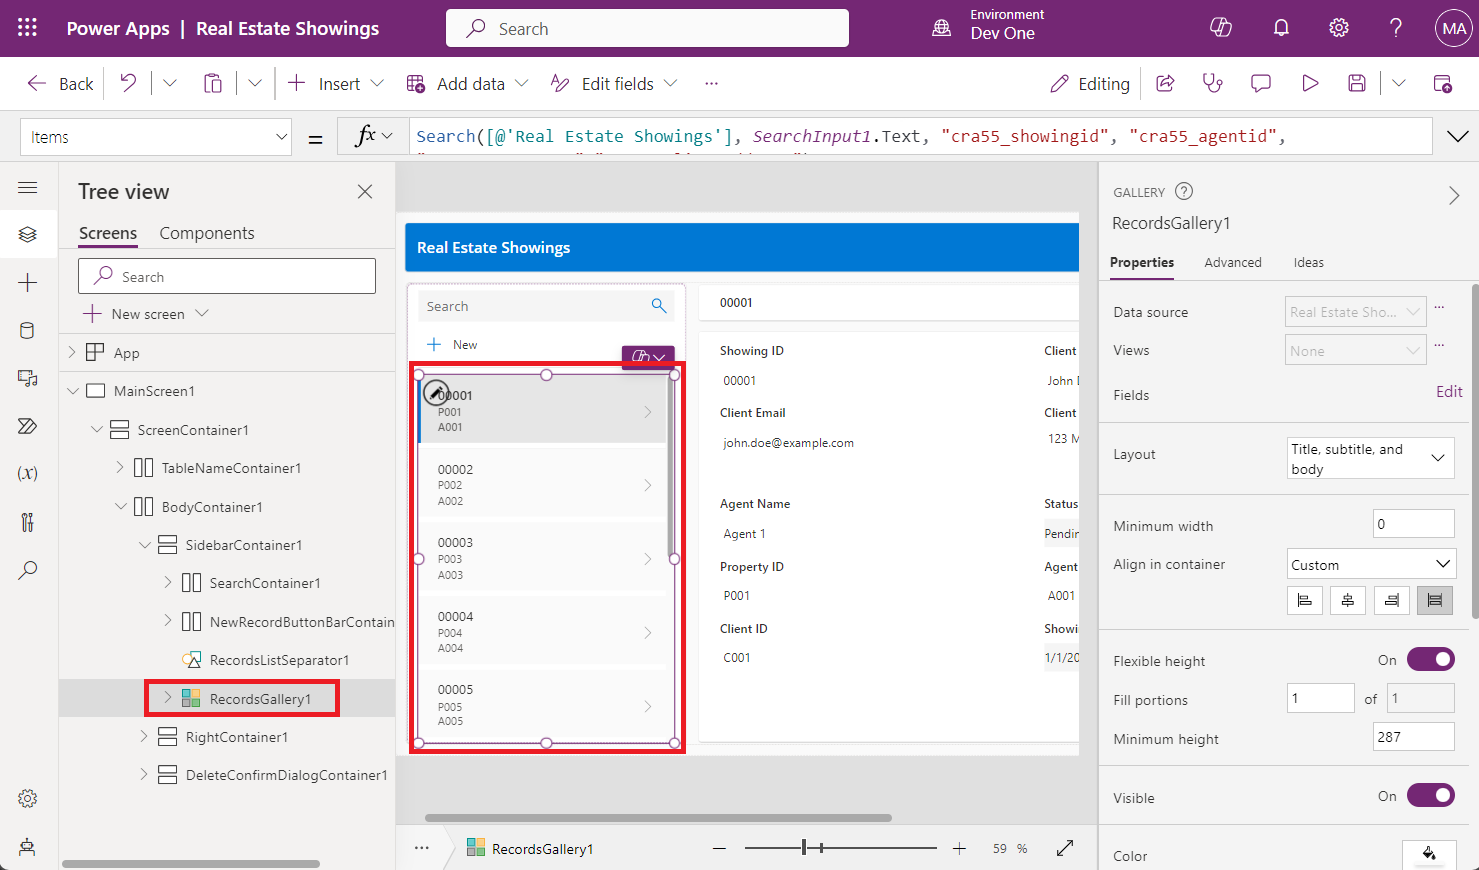 Power Apps | Real Estate Showings
Search
Environment
Dev One
MA
Back
Insert
Add data
Edit fields
Editing
Items
=
fx
Search([@'Real Estate Showings'], SearchInput1.Text, "cra55_showingid", "cra55_agentid",
Tree view
Screens
Components
Search
New screen
App
MainScreen1
ScreenContainer1
TableNameContainer1
BodyContainer1
SidebarContainer1
SearchContainer1
NewRecordButtonBarContain
RecordsListSeparator1
RecordsGallery1
RightContainer1
DeleteConfirmDialogContainer1
Real Estate Showings
Search
New
00001
P001
A001
00002
P002
A002
00003
P003
A003
00004
P004
A004
00005
P005
A005
00001
Showing ID
Client
00001
John D
Client Email
Client
john.doe@example.com
123 M
Agent Name
Status
Agent 1
Pendin
Property ID
Agent
P001
A001
Client ID
Showi
C001
1/1/20
RecordsGallery1
59 %
GALLERY
RecordsGallery1
Properties
Advanced
Ideas
Data source
Real Estate Sho...
Views
None
Fields
Edit
Layout
Title, subtitle, and
body
Minimum width
0
Align in container
Custom
Flexible height
On
Fill portions
1
of
1
Minimum height
287
Visible
On
Color